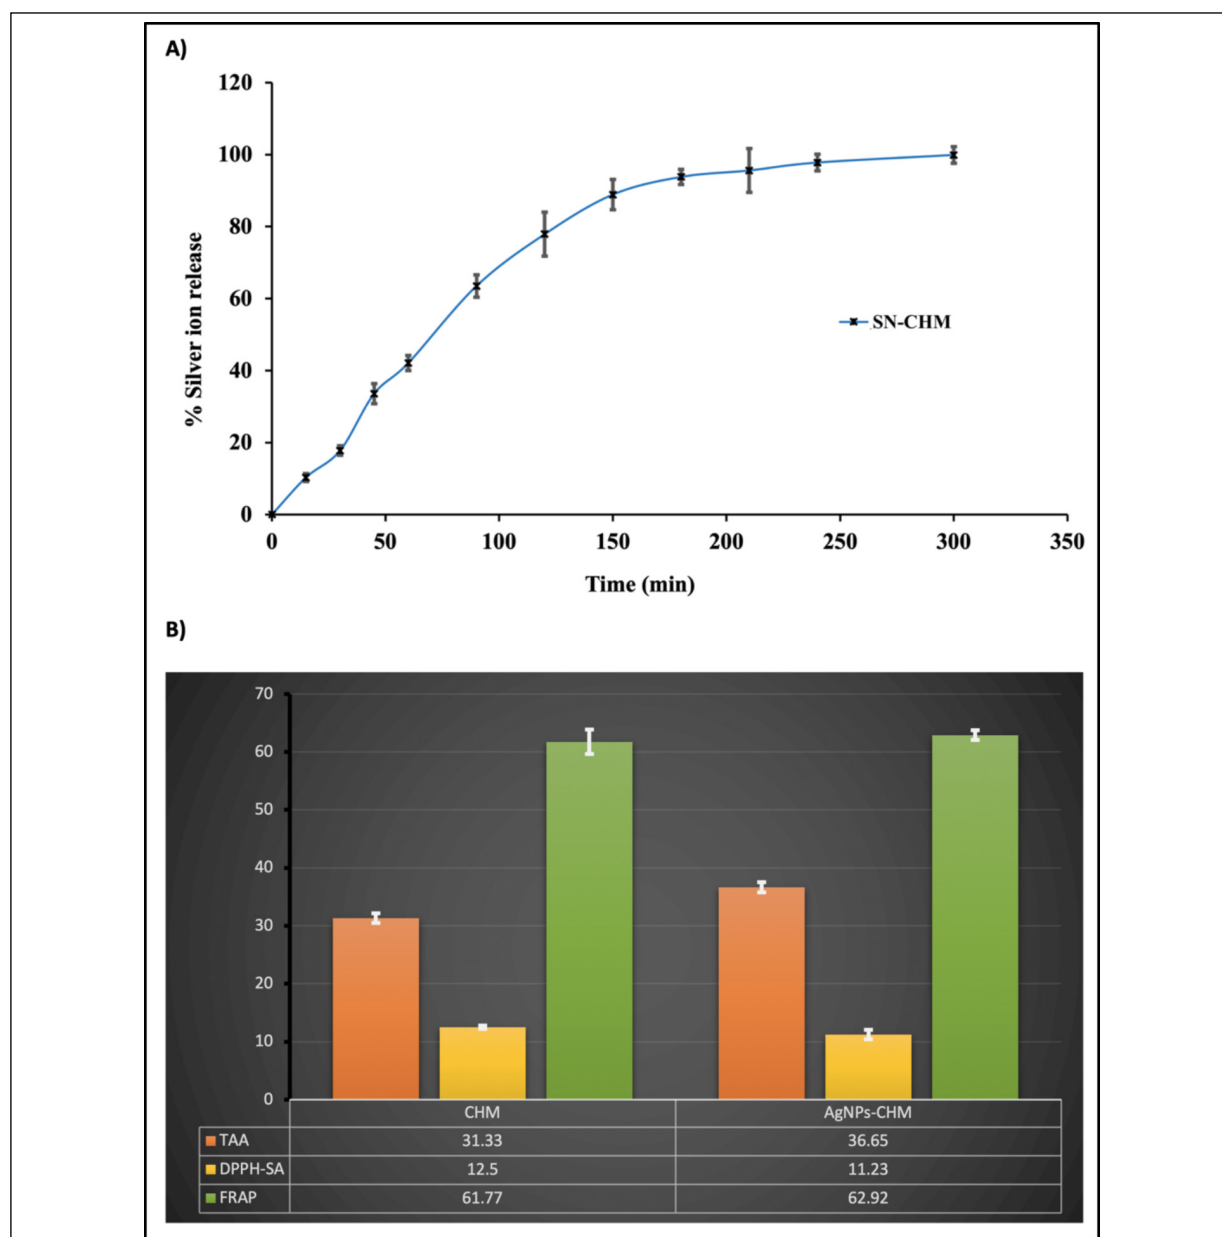 A)
120
100
80
60
40
20
0
% Silver ion release
SN-CHM
0 50 100 150 200 250 300 350
Time (min)
B)
70
60
50
40
30
20
10
0
CHM AgNPs-CHM
TAA 31.33 36.65
DPPH-SA 12.5 11.23
FRAP 61.77 62.92